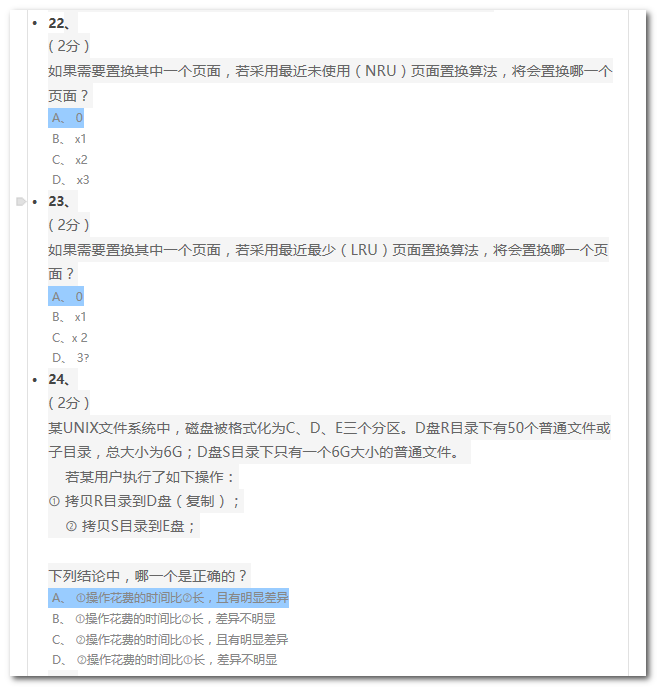 22、
(2分)
如果需要置换其中一个页面，若采用最近未使用（NRU）页面置换算法，将会置换哪一个
页面？
A、 0
B、 x1
C、 x2
D、 x3
23、
(2分)
如果需要置换其中一个页面，若采用最近最少（LRU）页面置换算法，将会置换哪一个页
面？
A、 0
B、 x1
C、x 2
D、 3?
24、
(2分)
某UNIX文件系统中，磁盘被格式化为C、D、E三个分区。D盘R目录下有50个普通文件或
子目录，总大小为6G；D盘S目录下只有一个6G大小的普通文件。
若某用户执行了如下操作：
① 拷贝R目录到D盘（复制）；
② 拷贝S目录到E盘；
下列结论中，哪一个是正确的？
A、 ①操作花费的时间比②长，且有明显差异
B、 ①操作花费的时间比②长，差异不明显
C、 ②操作花费的时间比①长，且有明显差异
D、 ②操作花费的时间比①长，差异不明显